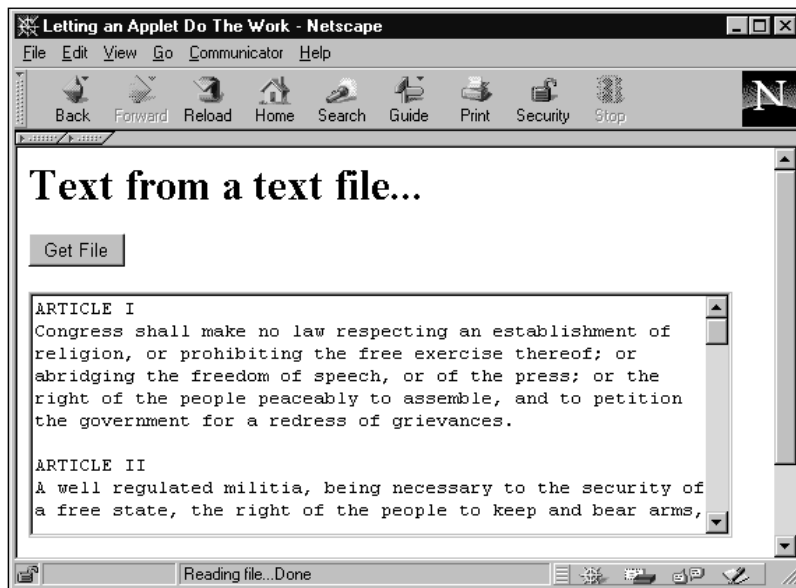 Letting an Applet Do The Work - Netscape
File Edit View Go Communicator Help
Back Forward Reload Home Search Guide Print Security Stop
N
Text from a text file...
Get File
ARTICLE I
Congress shall make no law respecting an establishment of
religion, or prohibiting the free exercise thereof; or
abridging the freedom of speech, or of the press; or the
right of the people peaceably to assemble, and to petition
the government for a redress of grievances.
ARTICLE II
A well regulated militia, being necessary to the security of
a free state, the right of the people to keep and bear arms,
Reading file...Done